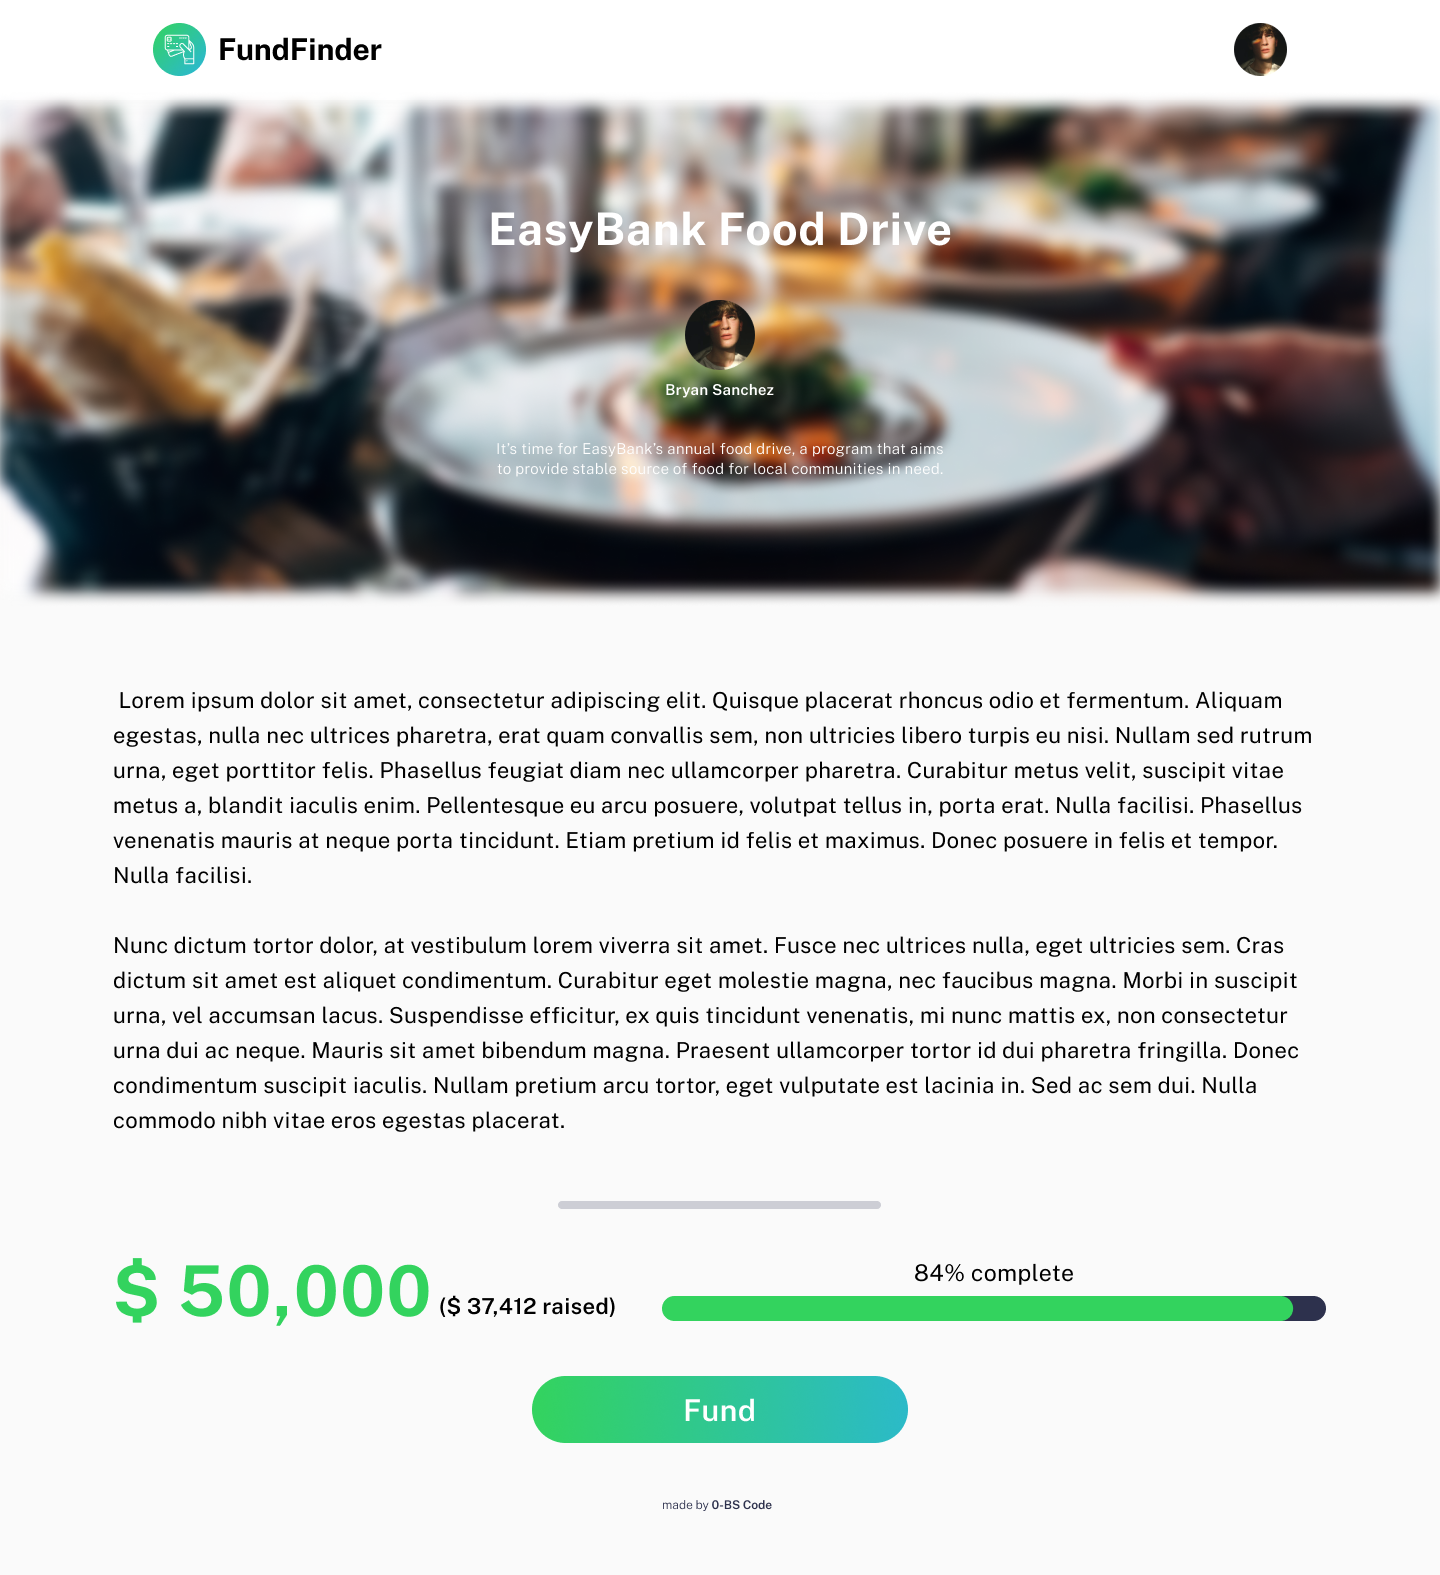 FundFinder
EasyBank Food Drive
Bryan Sanchez
It's time for EasyBank's annual food drive, a program that aims
to provide stable source of food for local communities in need.
Lorem ipsum dolor sit amet, consectetur adipiscing elit. Quisque placerat rhoncus odio et fermentum. Aliquam
egestas, nulla nec ultrices pharetra, erat quam convallis sem, non ultricies libero turpis eu nisi. Nullam sed rutrum
urna, eget porttitor felis. Phasellus feugiat diam nec ullamcorper pharetra. Curabitur metus velit, suscipit vitae
metus a, blandit iaculis enim. Pellentesque eu arcu posuere, volutpat tellus in, porta erat. Nulla facilisi. Phasellus
venenatis mauris at neque porta tincidunt. Etiam pretium id felis et maximus. Donec posuere in felis et tempor.
Nulla facilisi.
Nunc dictum tortor dolor, at vestibulum lorem viverra sit amet. Fusce nec ultrices nulla, eget ultricies sem. Cras
dictum sit amet est aliquet condimentum. Curabitur eget molestie magna, nec faucibus magna. Morbi in suscipit
urna, vel accumsan lacus. Suspendisse efficitur, ex quis tincidunt venenatis, mi nunc mattis ex, non consectetur
urna dui ac neque. Mauris sit amet bibendum magna. Praesent ullamcorper tortor id dui pharetra fringilla. Donec
condimentum suscipit iaculis. Nullam pretium arcu tortor, eget vulputate est lacinia in. Sed ac sem dui. Nulla
commodo nibh vitae eros egestas placerat.
$ 50,000 ($ 37,412 raised)
84% complete
Fund
made by 0-BS Code